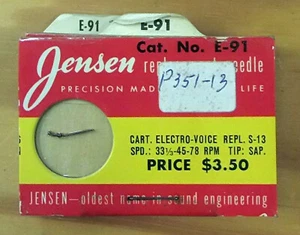 E-91 E-91
Cat. No. E-91
Jensen needle
P351-13
PRECISION MAD LIFE
CART. ELECTRO-VOICE REPL. S-13
SPD.: 33⅓-45-78 RPM TIP: SAP.
PRICE $3.50
JENSEN—oldest name in sound engineering